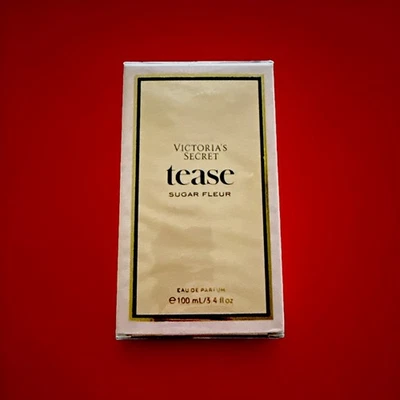 VICTORIA'S
SECRET
tease
SUGAR FLEUR
EAU DE PARFUM
℮ 100 mL/3.4 fl oz